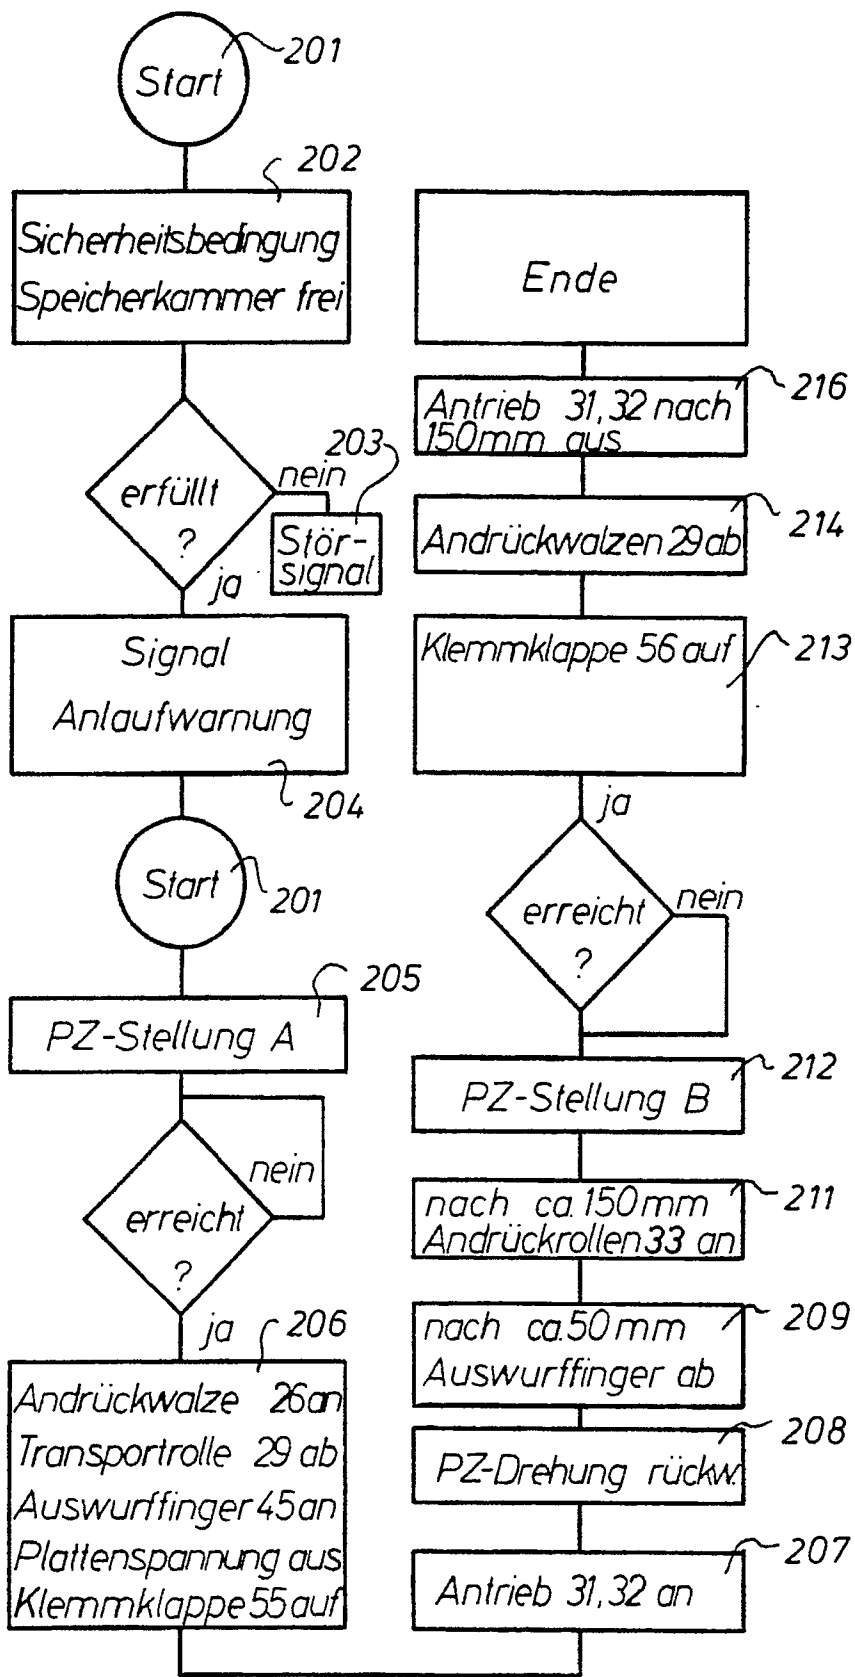 Start
201
202
Sicherheitsbedingung
Speicherkammer frei
erfüllt
?
nein
203
Stör-
signal
ja
Signal
Anlaufwarnung
204
Start
201
205
PZ-Stellung A
nein
erreicht
?
ja
206
Andrückwalze 26 an
Transportrolle 29 ab
Auswurffinger 45 an
Plattenspannung aus
Klemmklappe 55 auf
Ende
216
Antrieb 31, 32 nach
150mm aus
214
Andrückwalzen 29 ab
Klemmklappe 56 auf
213
ja
nein
erreicht
?
212
PZ-Stellung B
211
nach ca. 150 mm
Andrückrollen 33 an
209
nach ca. 50 mm
Auswurffinger ab
208
PZ-Drehung rückw.
207
Antrieb 31, 32 an